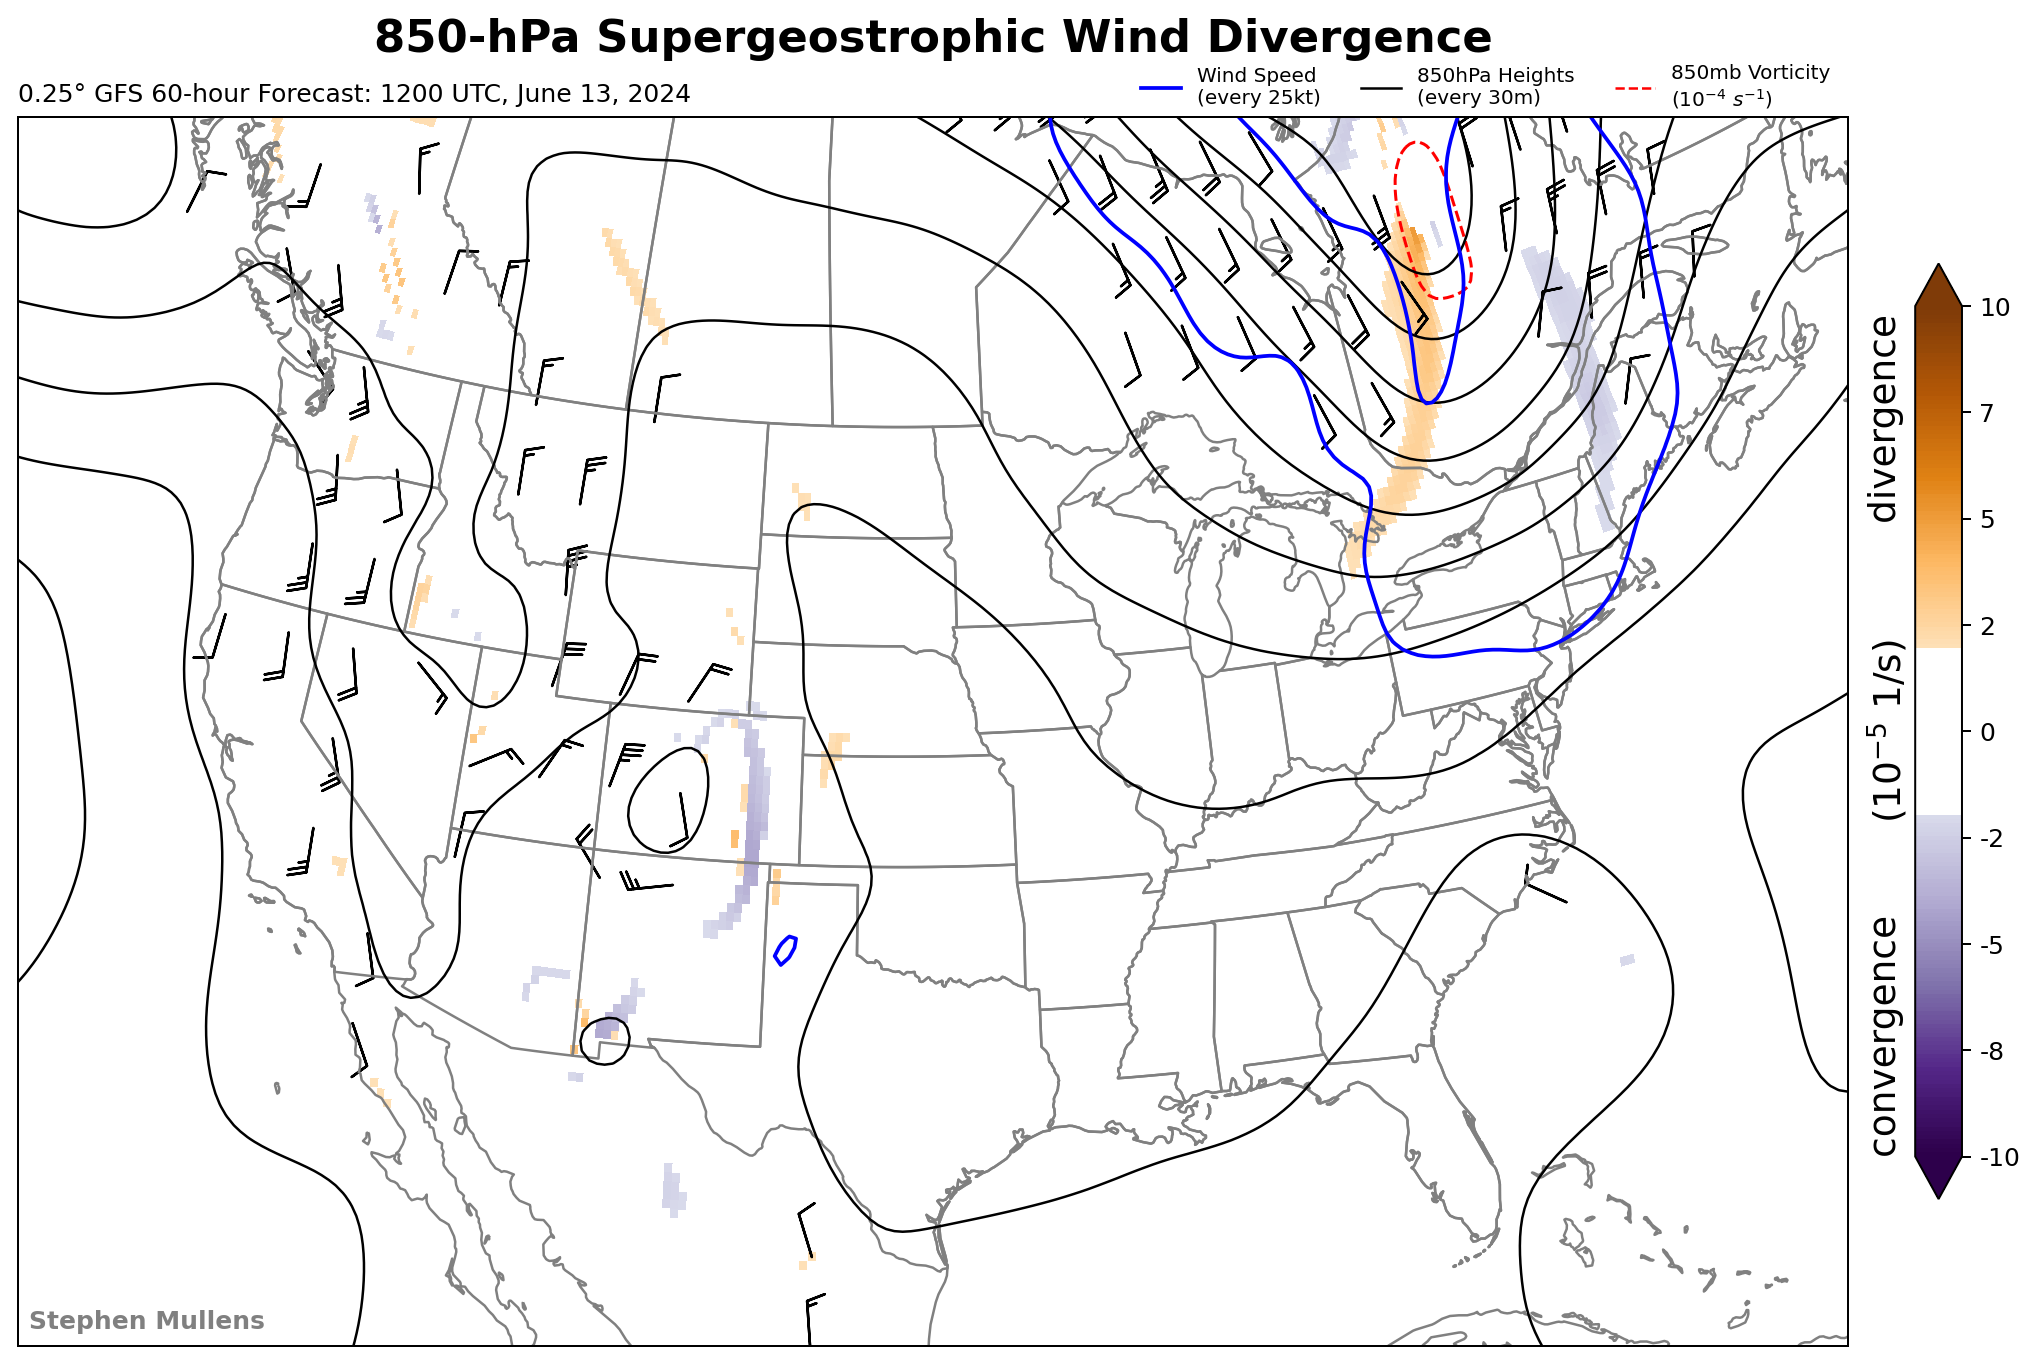 850-hPa Supergeostrophic Wind Divergence
0.25° GFS 60-hour Forecast: 1200 UTC, June 13, 2024
Wind Speed
(every 25kt)
850hPa Heights
(every 30m)
850mb Vorticity
(10⁻⁴ s⁻¹)
10
7
5
2
0
-2
-5
-8
-10
convergence (10⁻⁵ 1/s) divergence
Stephen Mullens